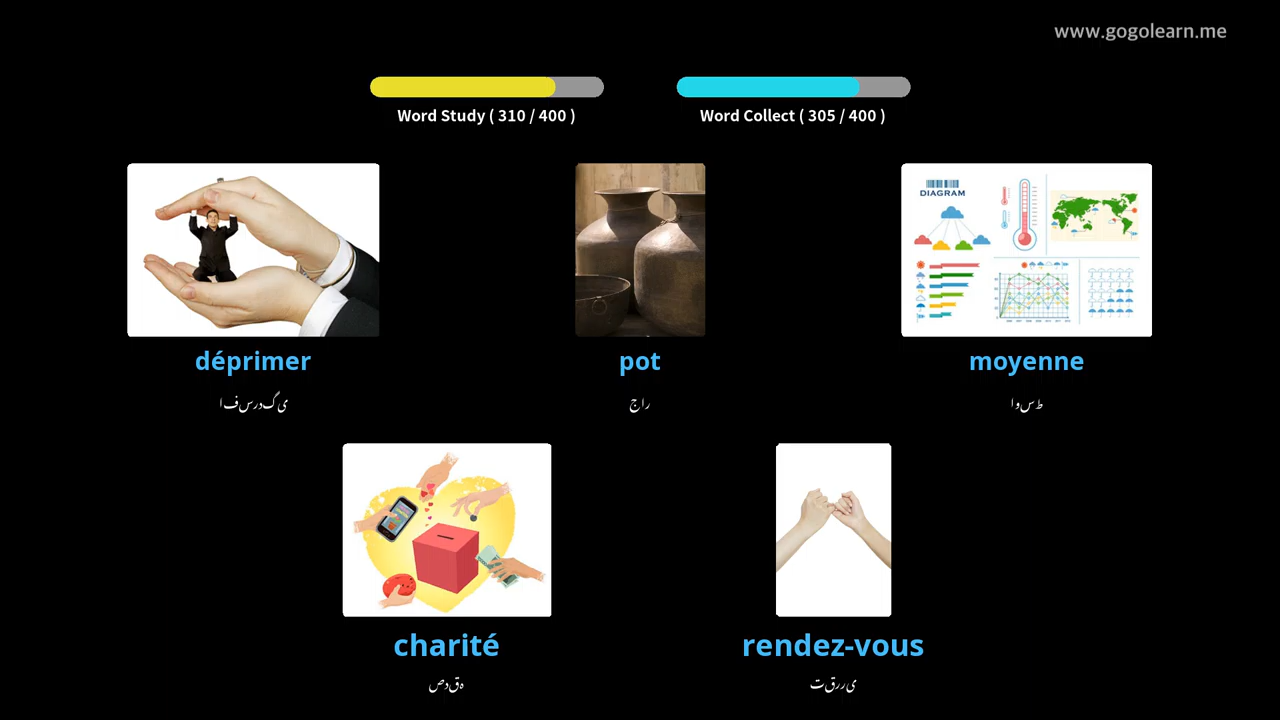 www.gogolearn.me
Word Study ( 310 / 400 )
Word Collect ( 305 / 400 )
DIAGRAM
déprimer
pot
moyenne
افسردگی
جار
اوسط
charité
rendez-vous
صدقہ
تقرری